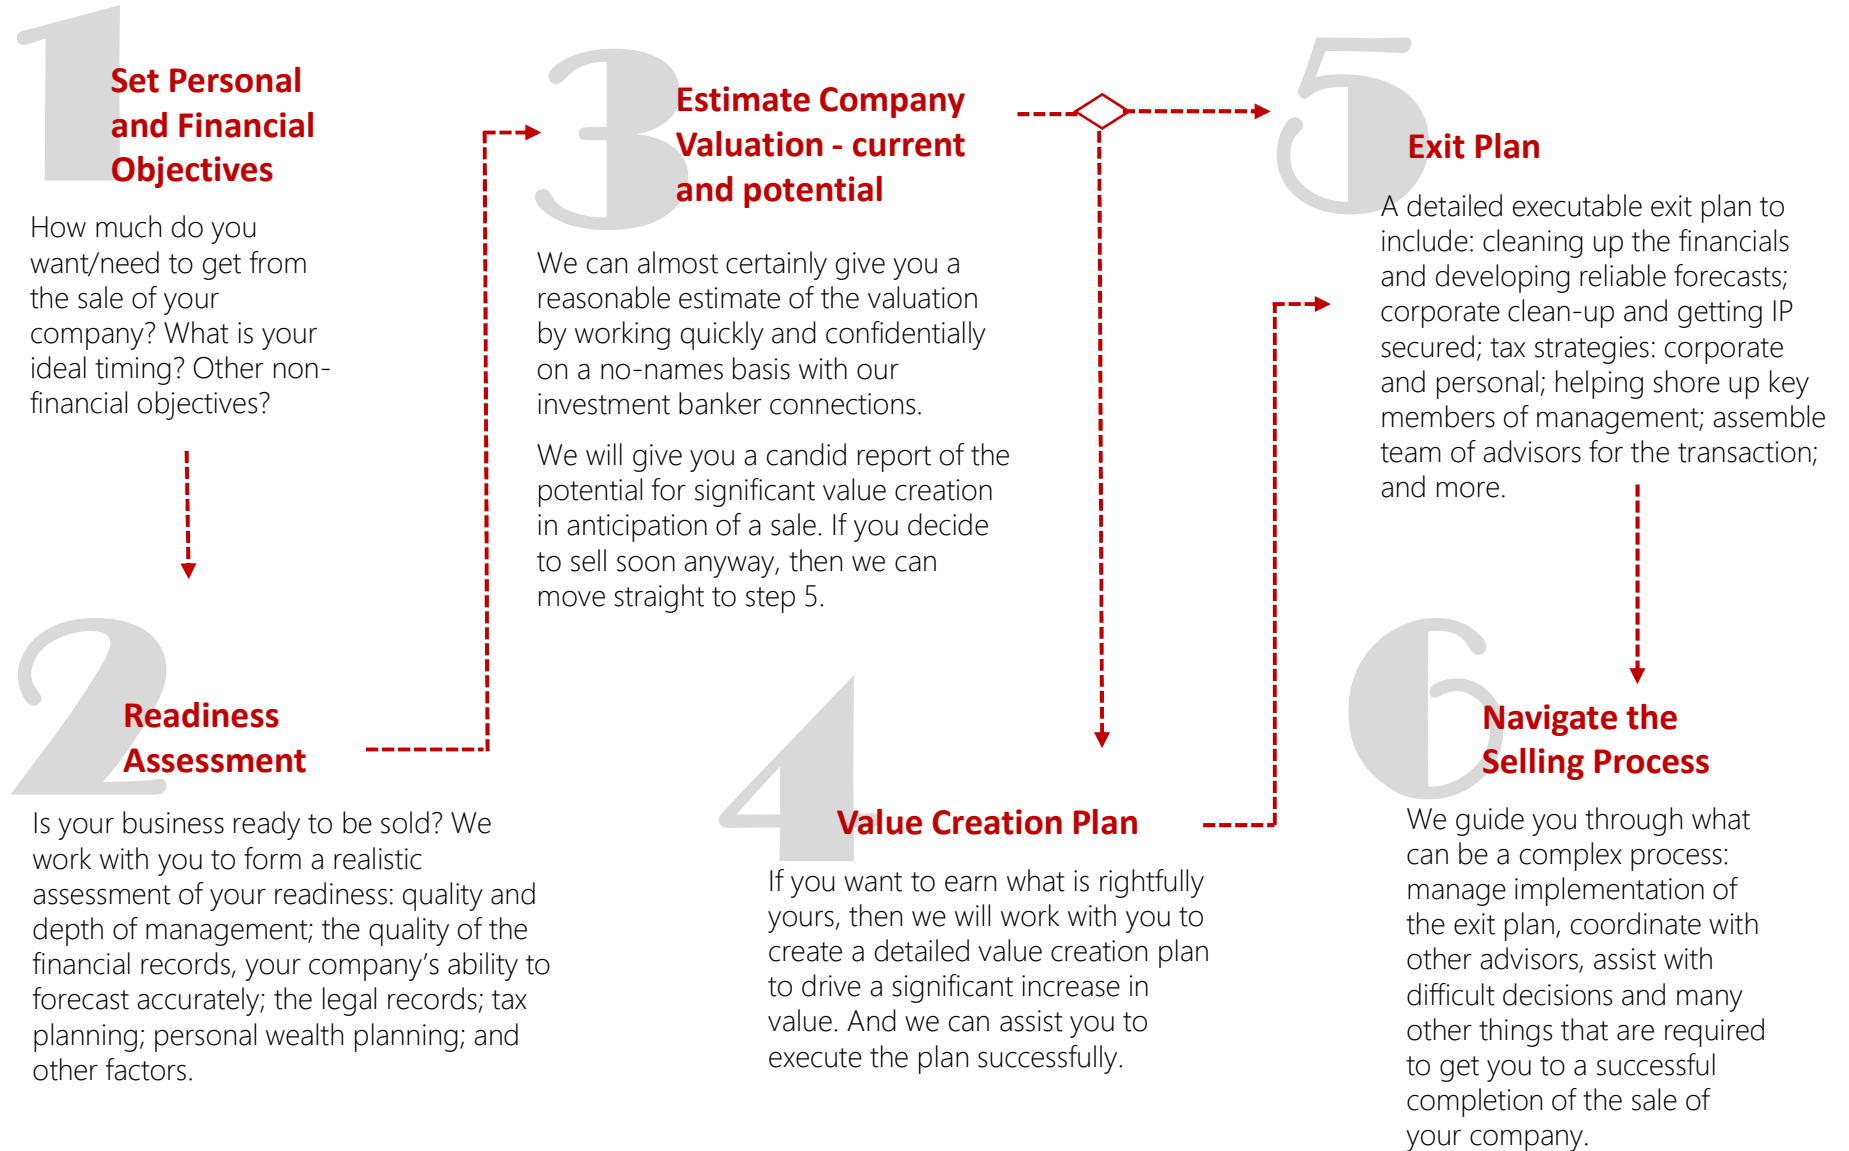 1
Set Personal
and Financial
Objectives
How much do you
want/need to get from
the sale of your
company? What is your
ideal timing? Other non-
financial objectives?
2
Readiness
Assessment
Is your business ready to be sold? We
work with you to form a realistic
assessment of your readiness: quality and
depth of management; the quality of the
financial records, your company’s ability to
forecast accurately; the legal records; tax
planning; personal wealth planning; and
other factors.
3
Estimate Company
Valuation - current
and potential
We can almost certainly give you a
reasonable estimate of the valuation
by working quickly and confidentially
on a no-names basis with our
investment banker connections.
We will give you a candid report of the
potential for significant value creation
in anticipation of a sale. If you decide
to sell soon anyway, then we can
move straight to step 5.
4
Value Creation Plan
If you want to earn what is rightfully
yours, then we will work with you to
create a detailed value creation plan
to drive a significant increase in
value. And we can assist you to
execute the plan successfully.
5
Exit Plan
A detailed executable exit plan to
include: cleaning up the financials
and developing reliable forecasts;
corporate clean-up and getting IP
secured; tax strategies: corporate
and personal; helping shore up key
members of management; assemble
team of advisors for the transaction;
and more.
6
Navigate the
Selling Process
We guide you through what
can be a complex process:
manage implementation of
the exit plan, coordinate with
other advisors, assist with
difficult decisions and many
other things that are required
to get you to a successful
completion of the sale of
your company.